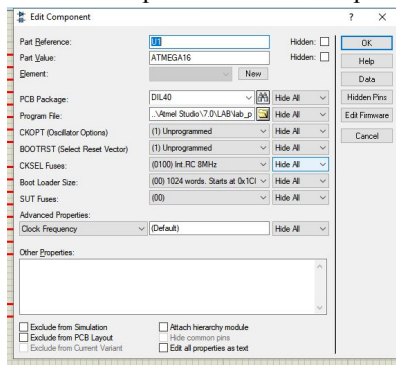 Edit Component ? ×
Part Reference: U1 Hidden:
Part Value: ATMEGA16 Hidden:
Element: New
PCB Package: DIL40 Hide All
Program File: ..\Atmel Studio\7.0\LAB\lab_p Hide All
CKOPT (Oscillator Options) (1) Unprogrammed Hide All
BOOTRST (Select Reset Vector) (1) Unprogrammed Hide All
CKSEL Fuses: (0100) Int.RC 8MHz Hide All
Boot Loader Size: (00) 1024 words. Starts at 0x1C Hide All
SUT Fuses: (00) Hide All
Advanced Properties:
Clock Frequency (Default) Hide All
Other Properties:
Exclude from Simulation Attach hierarchy module
Exclude from PCB Layout Hide common pins
Exclude from Current Variant Edit all properties as text
OK
Help
Data
Hidden Pins
Edit Firmware
Cancel